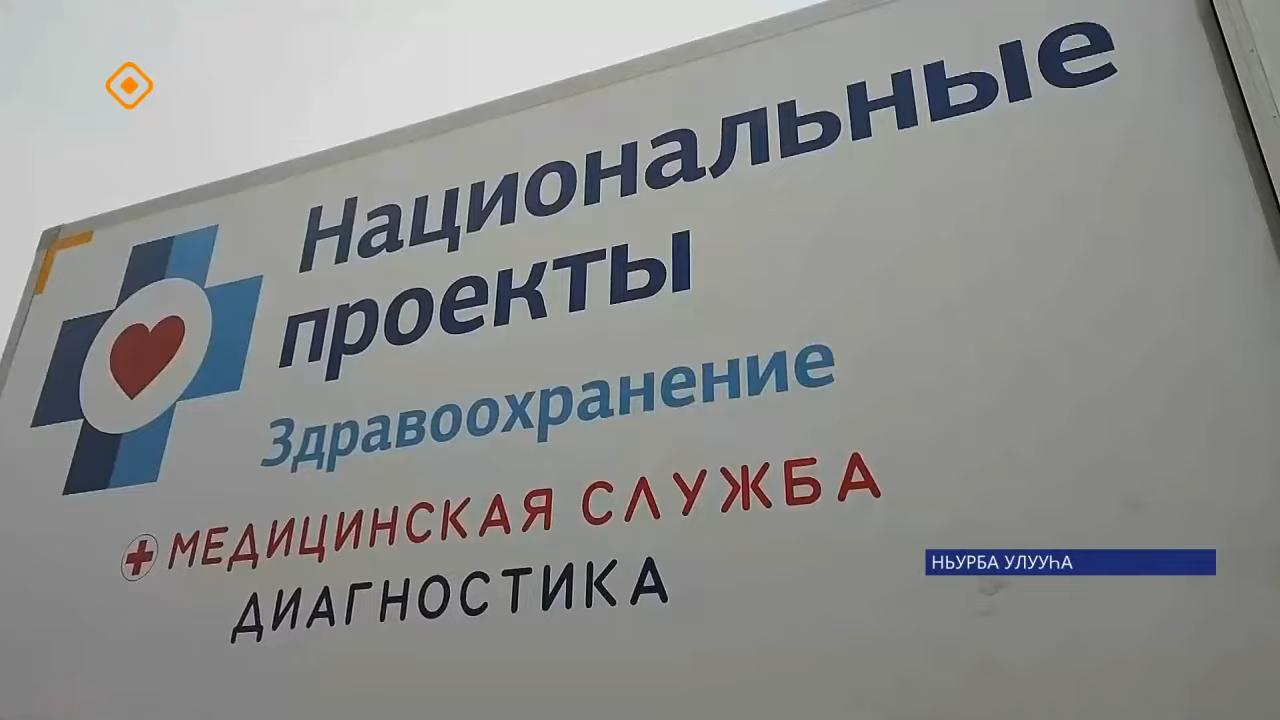 Национальные
проекты
Здравоохранение
МЕДИЦИНСКАЯ СЛУЖБА
ДИАГНОСТИКА
НЬУРБА УЛУУҺА